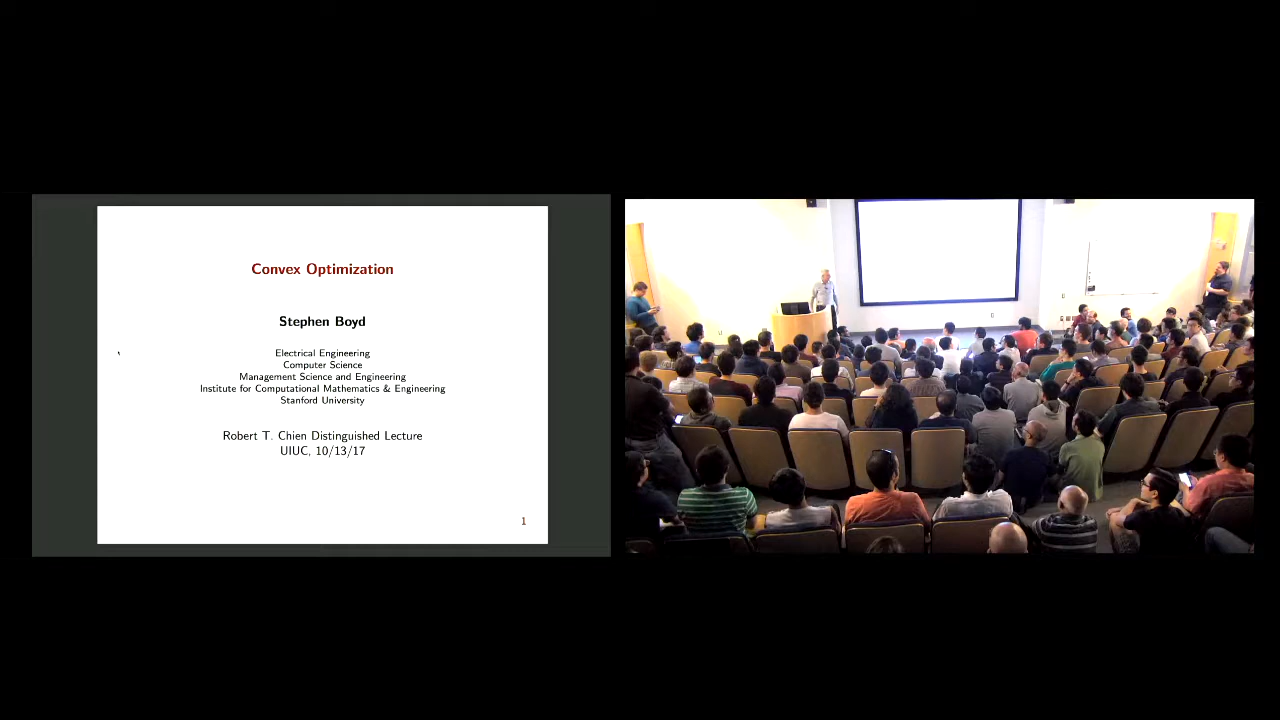 Convex Optimization
Stephen Boyd
Electrical Engineering
Computer Science
Management Science and Engineering
Institute for Computational Mathematics & Engineering
Stanford University
Robert T. Chien Distinguished Lecture
UIUC, 10/13/17
1